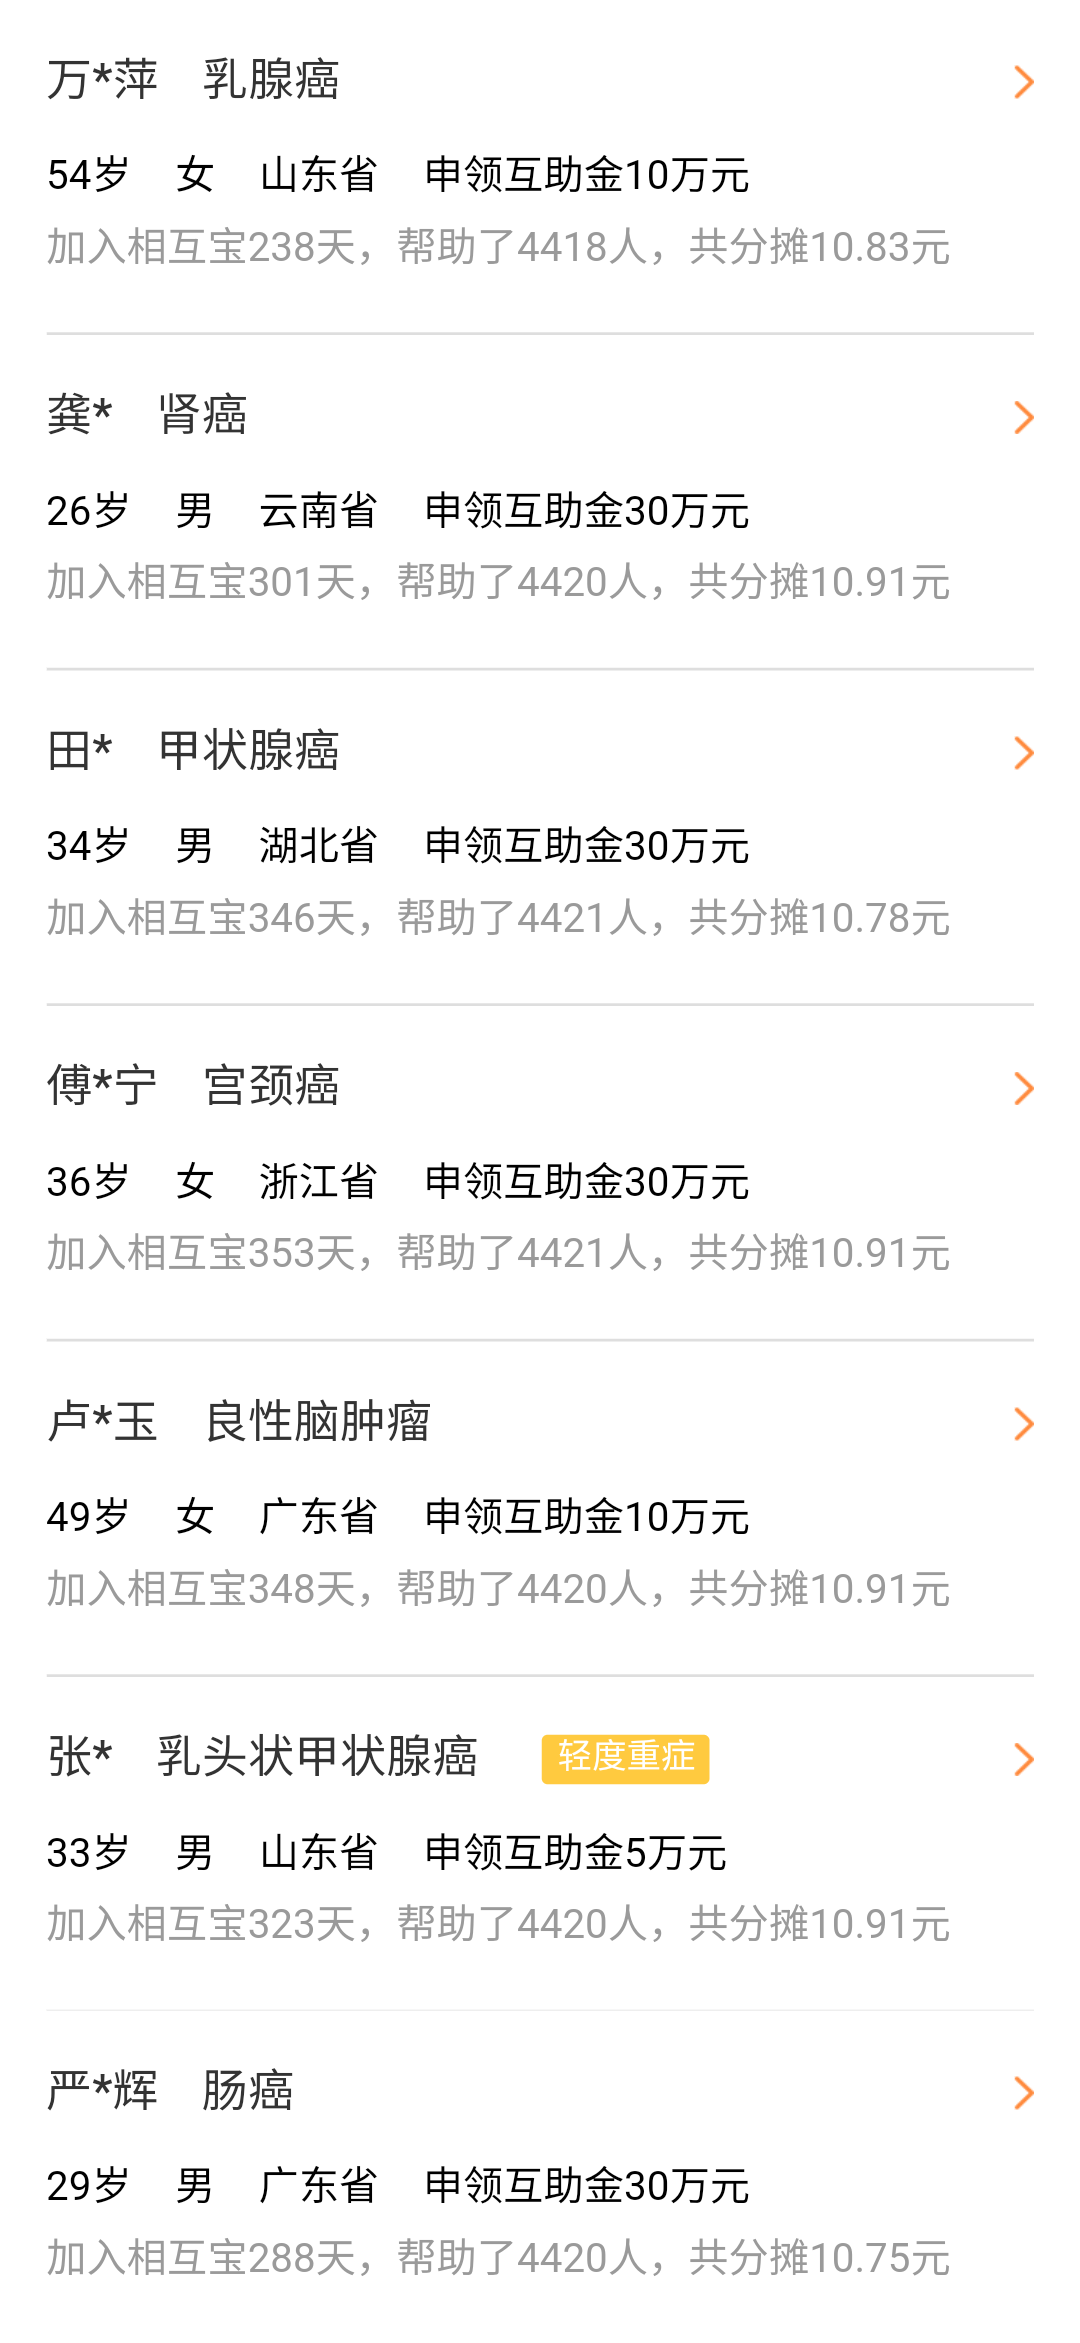 万*萍 乳腺癌
54岁 女 山东省 申领互助金10万元
加入相互宝238天，帮助了4418人，共分摊10.83元
龚* 肾癌
26岁 男 云南省 申领互助金30万元
加入相互宝301天，帮助了4420人，共分摊10.91元
田* 甲状腺癌
34岁 男 湖北省 申领互助金30万元
加入相互宝346天，帮助了4421人，共分摊10.78元
傅*宁 宫颈癌
36岁 女 浙江省 申领互助金30万元
加入相互宝353天，帮助了4421人，共分摊10.91元
卢*玉 良性脑肿瘤
49岁 女 广东省 申领互助金10万元
加入相互宝348天，帮助了4420人，共分摊10.91元
张* 乳头状甲状腺癌 轻度重症
33岁 男 山东省 申领互助金5万元
加入相互宝323天，帮助了4420人，共分摊10.91元
严*辉 肠癌
29岁 男 广东省 申领互助金30万元
加入相互宝288天，帮助了4420人，共分摊10.75元